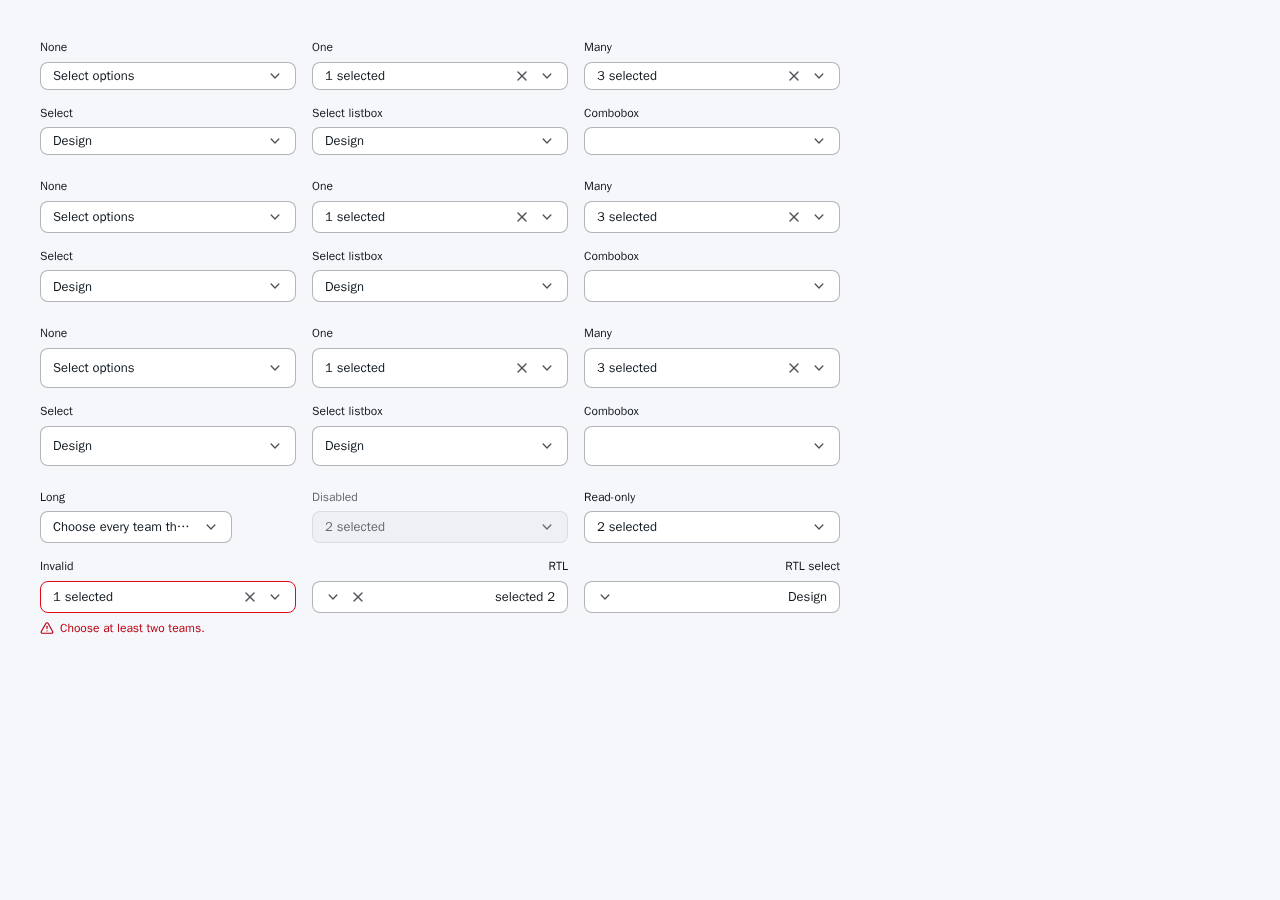 None One Many
Select options 1 selected 3 selected
Select Select listbox Combobox
Design Design
None One Many
Select options 1 selected 3 selected
Select Select listbox Combobox
Design Design
None One Many
Select options 1 selected 3 selected
Select Select listbox Combobox
Design Design
Long Disabled Read-only
Choose every team th··· 2 selected 2 selected
Invalid RTL RTL select
1 selected selected 2 Design
Choose at least two teams.